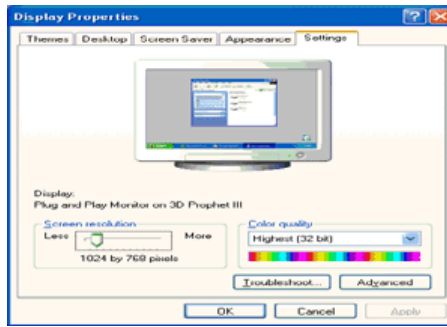 Display Properties
Themes Desktop Screen Saver Appearance Settings
Display:
Plug and Play Monitor on 3D Prophet III
Screen resolution
Less More
1024 by 768 pixels
Color quality
Highest (32 bit)
Troubleshoot... Advanced
OK Cancel Apply